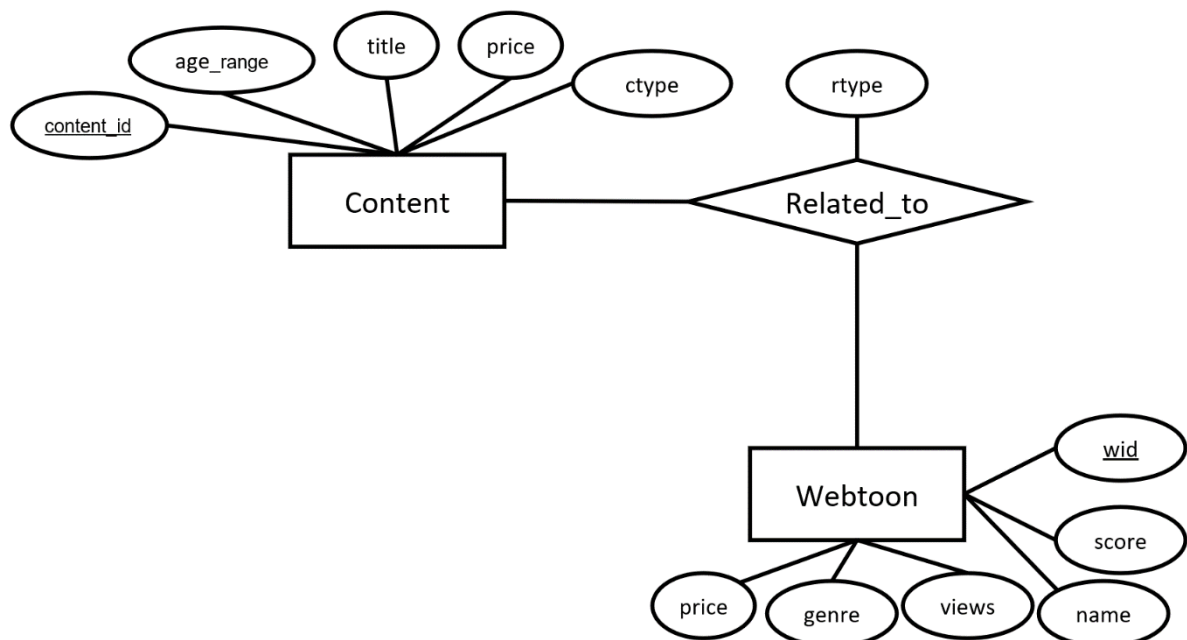 title
price
age_range
ctype
rtype
content_id
Content
Related_to
wid
Webtoon
score
price
genre
views
name